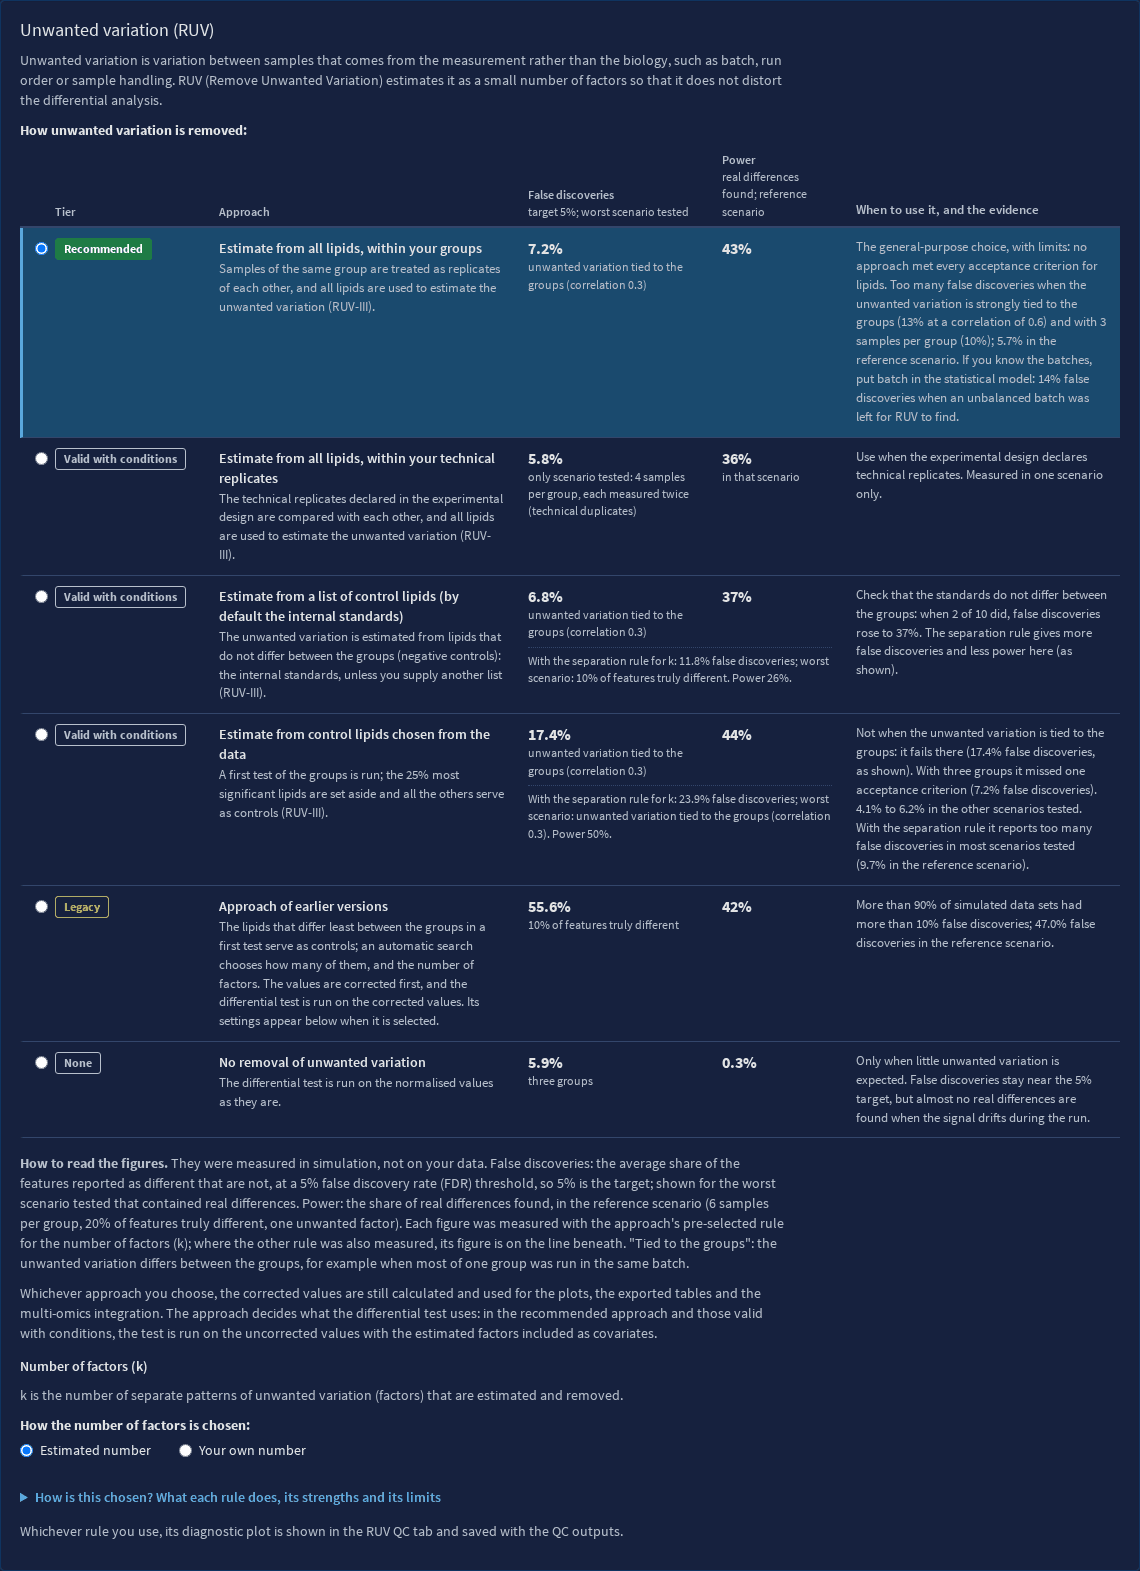 Unwanted variation (RUV)
Unwanted variation is variation between samples that comes from the measurement rather than the biology, such as batch, run
order or sample handling. RUV (Remove Unwanted Variation) estimates it as a small number of factors so that it does not distort
the differential analysis.
How unwanted variation is removed:
Tier
Approach
False discoveries
target 5%; worst scenario tested
Power
real differences
found; reference
scenario
When to use it, and the evidence
Recommended
Estimate from all lipids, within your groups
Samples of the same group are treated as replicates
of each other, and all lipids are used to estimate the
unwanted variation (RUV-III).
7.2%
unwanted variation tied to the
groups (correlation 0.3)
43%
The general-purpose choice, with limits: no
approach met every acceptance criterion for
lipids. Too many false discoveries when the
unwanted variation is strongly tied to the
groups (13% at a correlation of 0.6) and with 3
samples per group (10%); 5.7% in the
reference scenario. If you know the batches,
put batch in the statistical model: 14% false
discoveries when an unbalanced batch was
left for RUV to find.
Valid with conditions
Estimate from all lipids, within your technical
replicates
The technical replicates declared in the experimental
design are compared with each other, and all lipids
are used to estimate the unwanted variation (RUV-
III).
5.8%
only scenario tested: 4 samples
per group, each measured twice
(technical duplicates)
36%
in that scenario
Use when the experimental design declares
technical replicates. Measured in one scenario
only.
Valid with conditions
Estimate from a list of control lipids (by
default the internal standards)
The unwanted variation is estimated from lipids that
do not differ between the groups (negative controls):
the internal standards, unless you supply another list
(RUV-III).
6.8%
unwanted variation tied to the
groups (correlation 0.3)
37%
With the separation rule for k: 11.8% false discoveries; worst
scenario: 10% of features truly different. Power 26%.
Check that the standards do not differ between
the groups: when 2 of 10 did, false discoveries
rose to 37%. The separation rule gives more
false discoveries and less power here (as
shown).
Valid with conditions
Estimate from control lipids chosen from the
data
A first test of the groups is run; the 25% most
significant lipids are set aside and all the others serve
as controls (RUV-III).
17.4%
unwanted variation tied to the
groups (correlation 0.3)
44%
With the separation rule for k: 23.9% false discoveries; worst
scenario: unwanted variation tied to the groups (correlation
0.3). Power 50%.
Not when the unwanted variation is tied to the
groups: it fails there (17.4% false discoveries,
as shown). With three groups it missed one
acceptance criterion (7.2% false discoveries).
4.1% to 6.2% in the other scenarios tested.
With the separation rule it reports too many
false discoveries in most scenarios tested
(9.7% in the reference scenario).
Legacy
Approach of earlier versions
The lipids that differ least between the groups in a
first test serve as controls; an automatic search
chooses how many of them, and the number of
factors. The values are corrected first, and the
differential test is run on the corrected values. Its
settings appear below when it is selected.
55.6%
10% of features truly different
42%
More than 90% of simulated data sets had
more than 10% false discoveries; 47.0% false
discoveries in the reference scenario.
None
No removal of unwanted variation
The differential test is run on the normalised values
as they are.
5.9%
three groups
0.3%
Only when little unwanted variation is
expected. False discoveries stay near the 5%
target, but almost no real differences are
found when the signal drifts during the run.
How to read the figures. They were measured in simulation, not on your data. False discoveries: the average share of the
features reported as different that are not, at a 5% false discovery rate (FDR) threshold, so 5% is the target; shown for the worst
scenario tested that contained real differences. Power: the share of real differences found, in the reference scenario (6 samples
per group, 20% of features truly different, one unwanted factor). Each figure was measured with the approach's pre-selected rule
for the number of factors (k); where the other rule was also measured, its figure is on the line beneath. "Tied to the groups": the
unwanted variation differs between the groups, for example when most of one group was run in the same batch.
Whichever approach you choose, the corrected values are still calculated and used for the plots, the exported tables and the
multi-omics integration. The approach decides what the differential test uses: in the recommended approach and those valid
with conditions, the test is run on the uncorrected values with the estimated factors included as covariates.
Number of factors (k)
k is the number of separate patterns of unwanted variation (factors) that are estimated and removed.
How the number of factors is chosen:
Estimated number
Your own number
How is this chosen? What each rule does, its strengths and its limits
Whichever rule you use, its diagnostic plot is shown in the RUV QC tab and saved with the QC outputs.